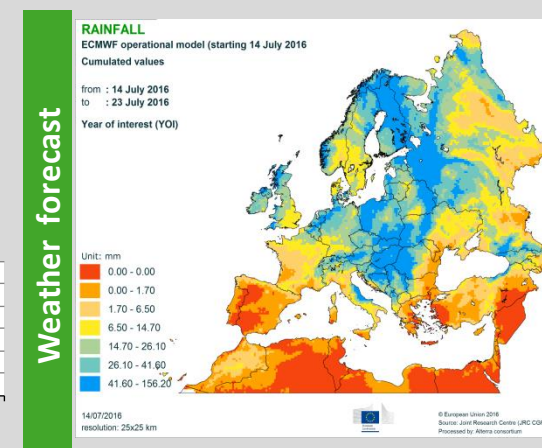 Weather forecast
RAINFALL
ECMWF operational model (starting 14 July 2016
Cumulated values
from : 14 July 2016
to : 23 July 2016
Year of interest (YOI)
Unit: mm
0.00 - 0.00
0.00 - 1.70
1.70 - 6.50
6.50 - 14.70
14.70 - 26.10
26.10 - 41.60
41.60 - 156.20
14/07/2016
resolution: 25x25 km
© European Union 2016
Source: Joint Research Centre (JRC
Processed by: Alterra consortium